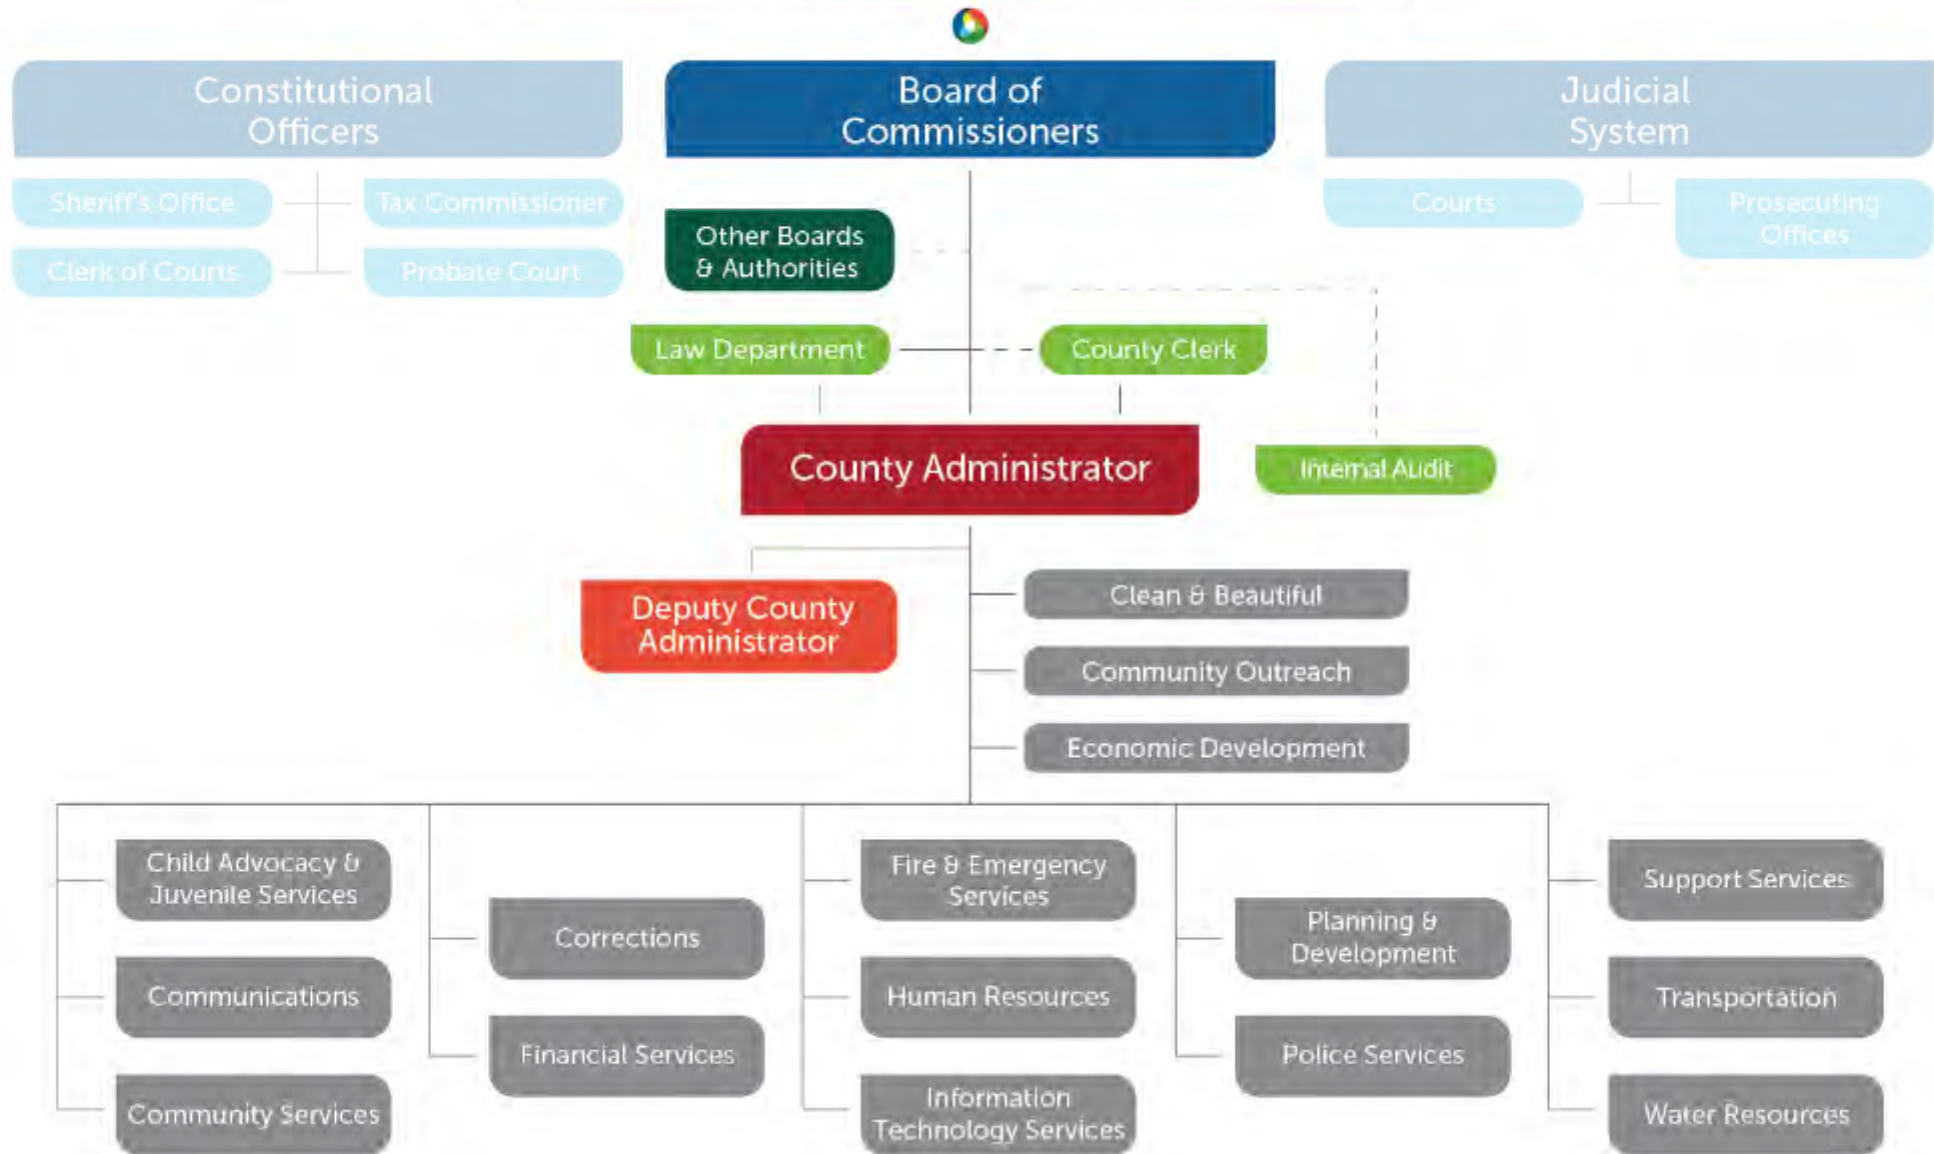 Constitutional
Officers
Board of
Commissioners
Judicial
System
Sheriff's Office
Tax Commissioner
Clerk of Courts
Probate Court
Courts
Prosecuting
Offices
Other Boards
& Authorities
Law Department
County Clerk
County Administrator
Internal Audit
Deputy County
Administrator
Clean & Beautiful
Community Outreach
Economic Development
Child Advocacy &
Juvenile Services
Communications
Community Services
Corrections
Financial Services
Fire & Emergency
Services
Human Resources
Information
Technology Services
Planning &
Development
Police Services
Support Services
Transportation
Water Resources